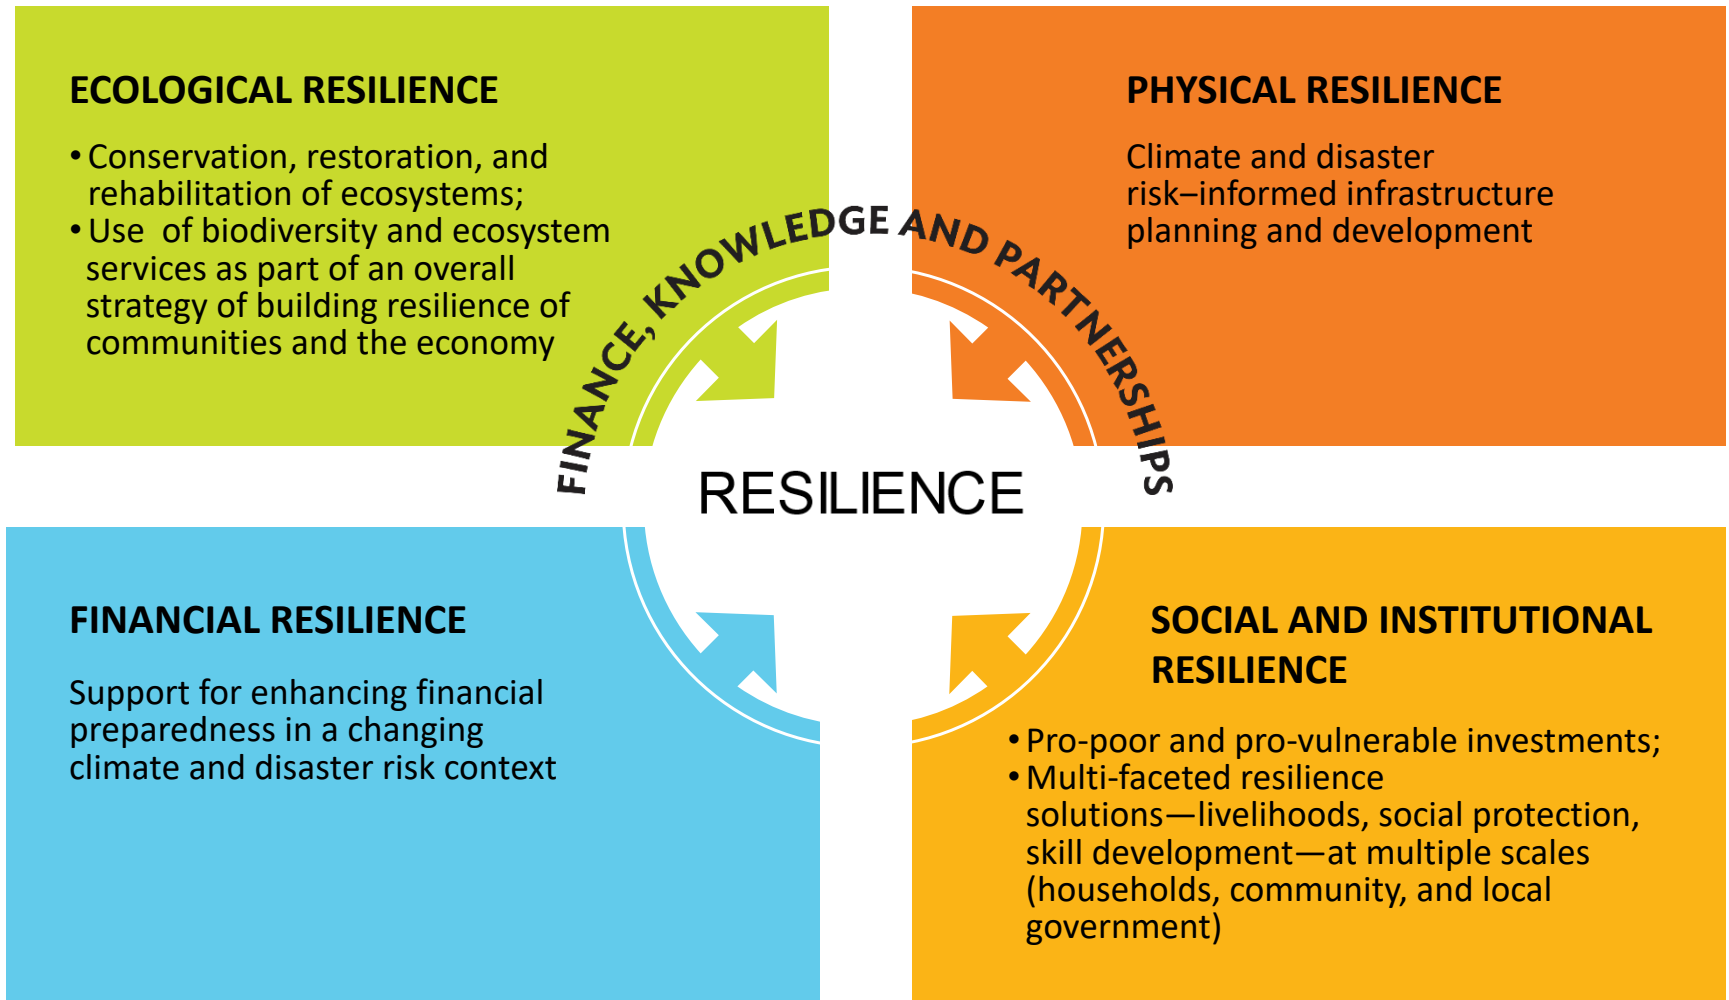 ECOLOGICAL RESILIENCE
• Conservation, restoration, and
rehabilitation of ecosystems;
• Use  of biodiversity and ecosystem
services as part of an overall
strategy of building resilience of
communities and the economy
PHYSICAL RESILIENCE
Climate and disaster
risk–informed infrastructure
planning and development
FINANCE, KNOWLEDGE AND PARTNERSHIPS
RESILIENCE
FINANCIAL RESILIENCE
Support for enhancing financial
preparedness in a changing
climate and disaster risk context
SOCIAL AND INSTITUTIONAL
RESILIENCE
• Pro-poor and pro-vulnerable investments;
• Multi-faceted resilience
solutions—livelihoods, social protection,
skill development—at multiple scales
(households, community, and local
government)